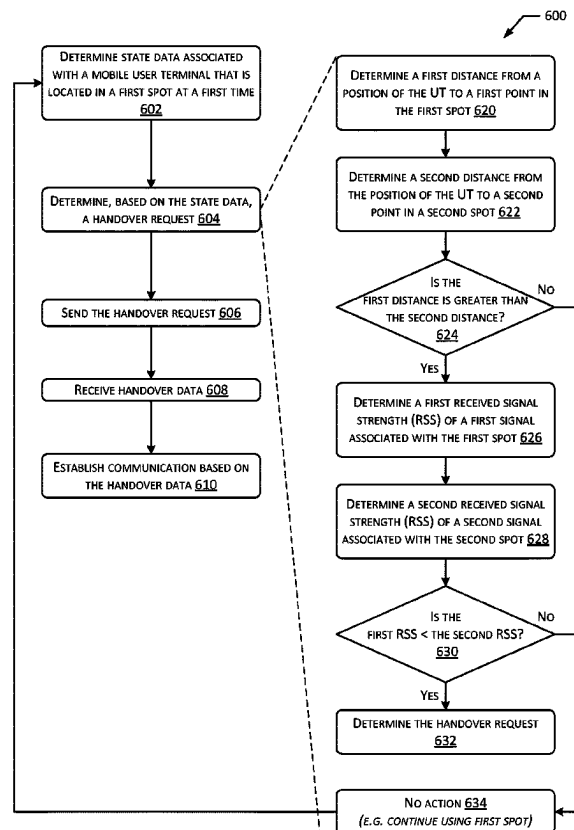 600
DETERMINE STATE DATA ASSOCIATED
WITH A MOBILE USER TERMINAL THAT IS
LOCATED IN A FIRST SPOT AT A FIRST TIME
602
DETERMINE, BASED ON THE STATE DATA,
A HANDOVER REQUEST 604
SEND THE HANDOVER REQUEST 606
RECEIVE HANDOVER DATA 608
ESTABLISH COMMUNICATION BASED ON
THE HANDOVER DATA 610
DETERMINE A FIRST DISTANCE FROM A
POSITION OF THE UT TO A FIRST POINT IN
THE FIRST SPOT 620
DETERMINE A SECOND DISTANCE FROM
THE POSITION OF THE UT TO A SECOND
POINT IN A SECOND SPOT 622
IS THE
FIRST DISTANCE IS GREATER THAN
THE SECOND DISTANCE?
624
NO
YES
DETERMINE A FIRST RECEIVED SIGNAL
STRENGTH (RSS) OF A FIRST SIGNAL
ASSOCIATED WITH THE FIRST SPOT 626
DETERMINE A SECOND RECEIVED SIGNAL
STRENGTH (RSS) OF A SECOND SIGNAL
ASSOCIATED WITH THE SECOND SPOT 628
IS THE
FIRST RSS < THE SECOND RSS?
630
NO
YES
DETERMINE THE HANDOVER REQUEST
632
NO ACTION 634
(E.G. CONTINUE USING FIRST SPOT)